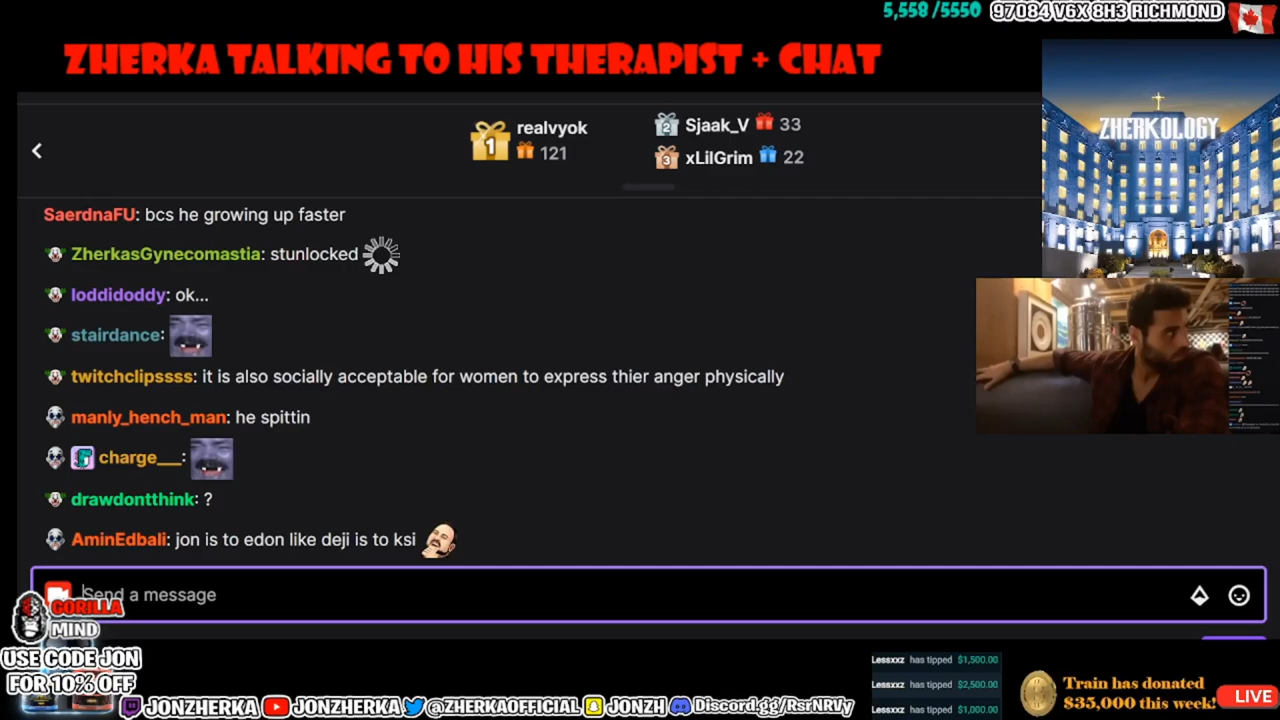 5,558 /5550 97084 V6X 8H3 RICHMOND
ZHERKA TALKING TO HIS THERAPIST + CHAT
ZHERKOLOGY
1 realvyok 121
2 Sjaak_V 33
3 xLilGrim 22
SaerdnaFU: bcs he growing up faster
ZherkasGynecomastia: stunlocked
loddidoddy: ok...
stairdance:
twitchclipssss: it is also socially acceptable for women to express thier anger physically
manly_hench_man: he spittin
charge___:
drawdontthink: ?
AminEdbali: jon is to edon like deji is to ksi
Send a message
GORILLA
MIND
USE CODE JON
FOR 10% OFF
JONZHERKA JONZHERKA @ZHERKAOFFICIAL JONZH Discord.gg/RsrNRVy
Lessxxz has tipped $1,500.00
Lessxxz has tipped $2,500.00
Lessxxz has tipped $1,000.00
Train has donated
$35,000 this week!
LIVE